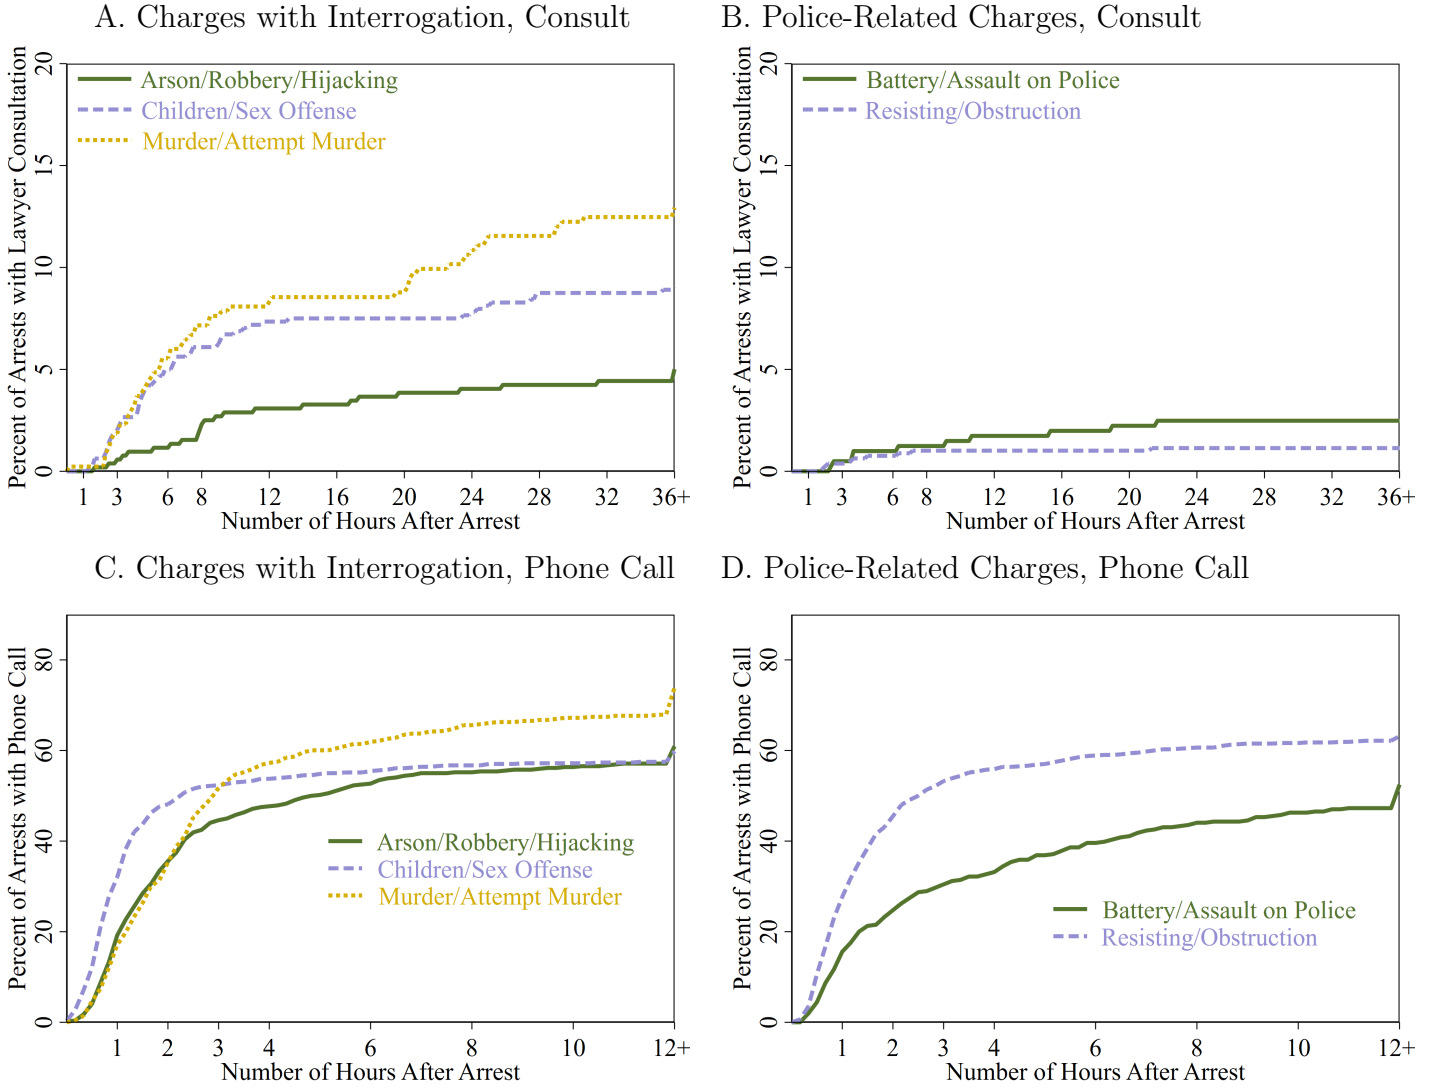 A. Charges with Interrogation, Consult
Percent of Arrests with Lawyer Consultation
20
15
10
5
0
Arson/Robbery/Hijacking
Children/Sex Offense
Murder/Attempt Murder
1 3 6 8 12 16 20 24 28 32 36+
Number of Hours After Arrest
B. Police-Related Charges, Consult
Percent of Arrests with Lawyer Consultation
20
15
10
5
0
Battery/Assault on Police
Resisting/Obstruction
1 3 6 8 12 16 20 24 28 32 36+
Number of Hours After Arrest
C. Charges with Interrogation, Phone Call
Percent of Arrests with Phone Call
80
60
40
20
0
Arson/Robbery/Hijacking
Children/Sex Offense
Murder/Attempt Murder
1 2 3 4 6 8 10 12+
Number of Hours After Arrest
D. Police-Related Charges, Phone Call
Percent of Arrests with Phone Call
80
60
40
20
0
Battery/Assault on Police
Resisting/Obstruction
1 2 3 4 6 8 10 12+
Number of Hours After Arrest